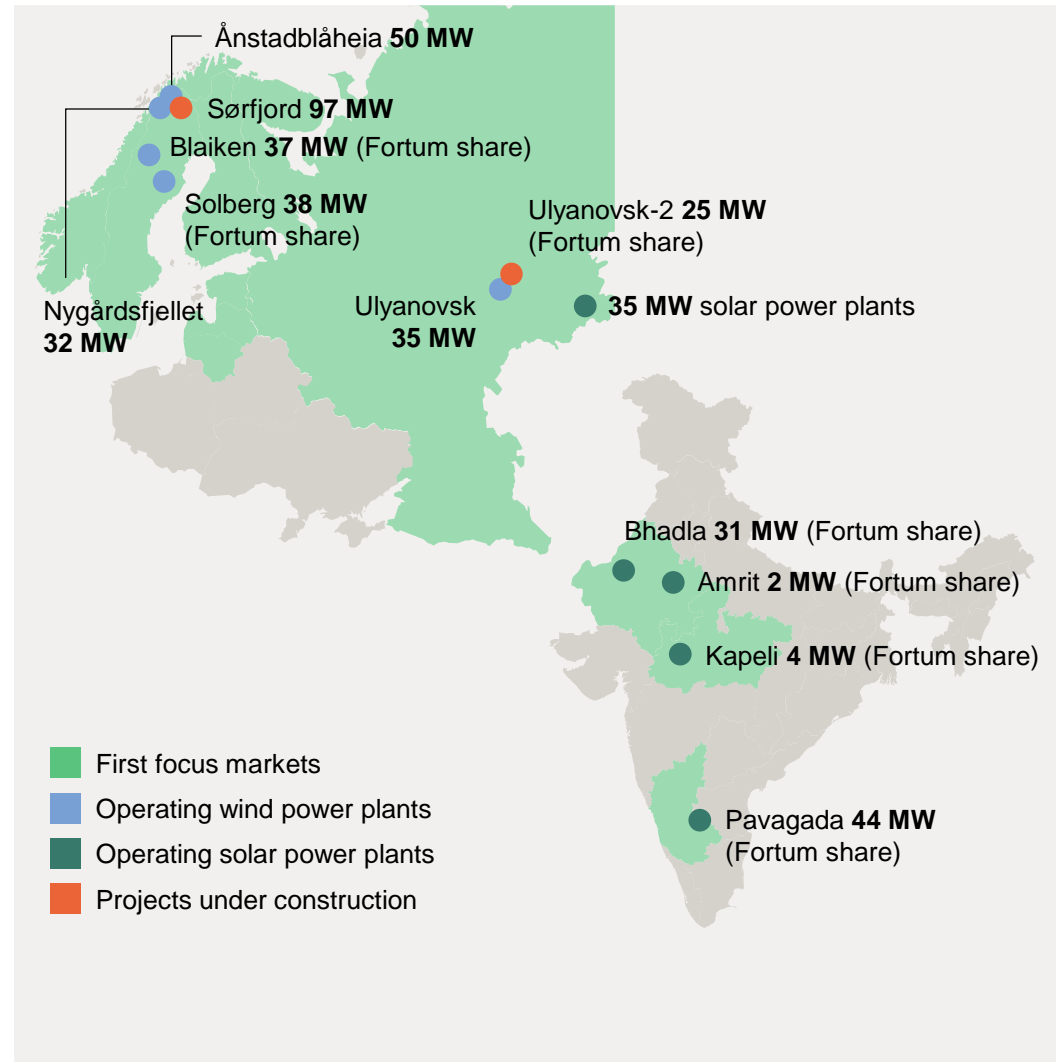 Ånstadblåheia 50 MW
Sørfjord 97 MW
Blaiken 37 MW (Fortum share)
Solberg 38 MW
(Fortum share)
Nygårdsfjellet
32 MW
Ulyanovsk-2 25 MW
(Fortum share)
Ulyanovsk
35 MW
35 MW solar power plants
Bhadla 31 MW (Fortum share)
Amrit 2 MW (Fortum share)
Kapeli 4 MW (Fortum share)
Pavagada 44 MW
(Fortum share)
First focus markets
Operating wind power plants
Operating solar power plants
Projects under construction